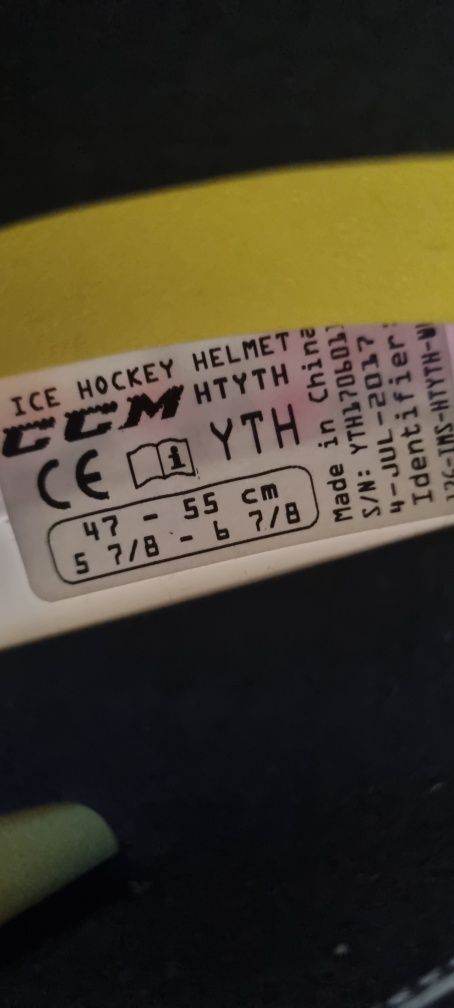 ICE HOCKEY HELMET
CCM HTYTH
CE YTH
47 - 55 cm
5 7/8 - 6 7/8
Made in China
S/N:
4-JUL-2017
Identifier: